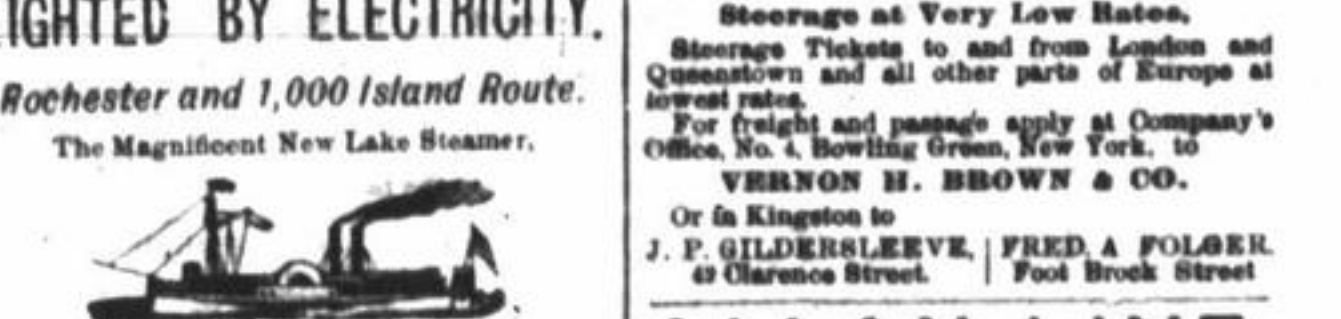 LIGHTED BY ELECTRICITY.
Rochester and 1,000 Island Route.
The Magnificent New Lake Steamer,
Steerage at Very Low Rates,
Steerage Tickets to and from London and
Queenstown and all other parts of Europe at
lowest rates.
For freight and passage apply at Company's
Office, No. 4, Bowling Green, New York, to
VERNON H. BROWN & CO.
Or in Kingston to
J. P. GILDERSLEEVE, | FRED. A FOLGER.
42 Clarence Street. | Foot Brock Street